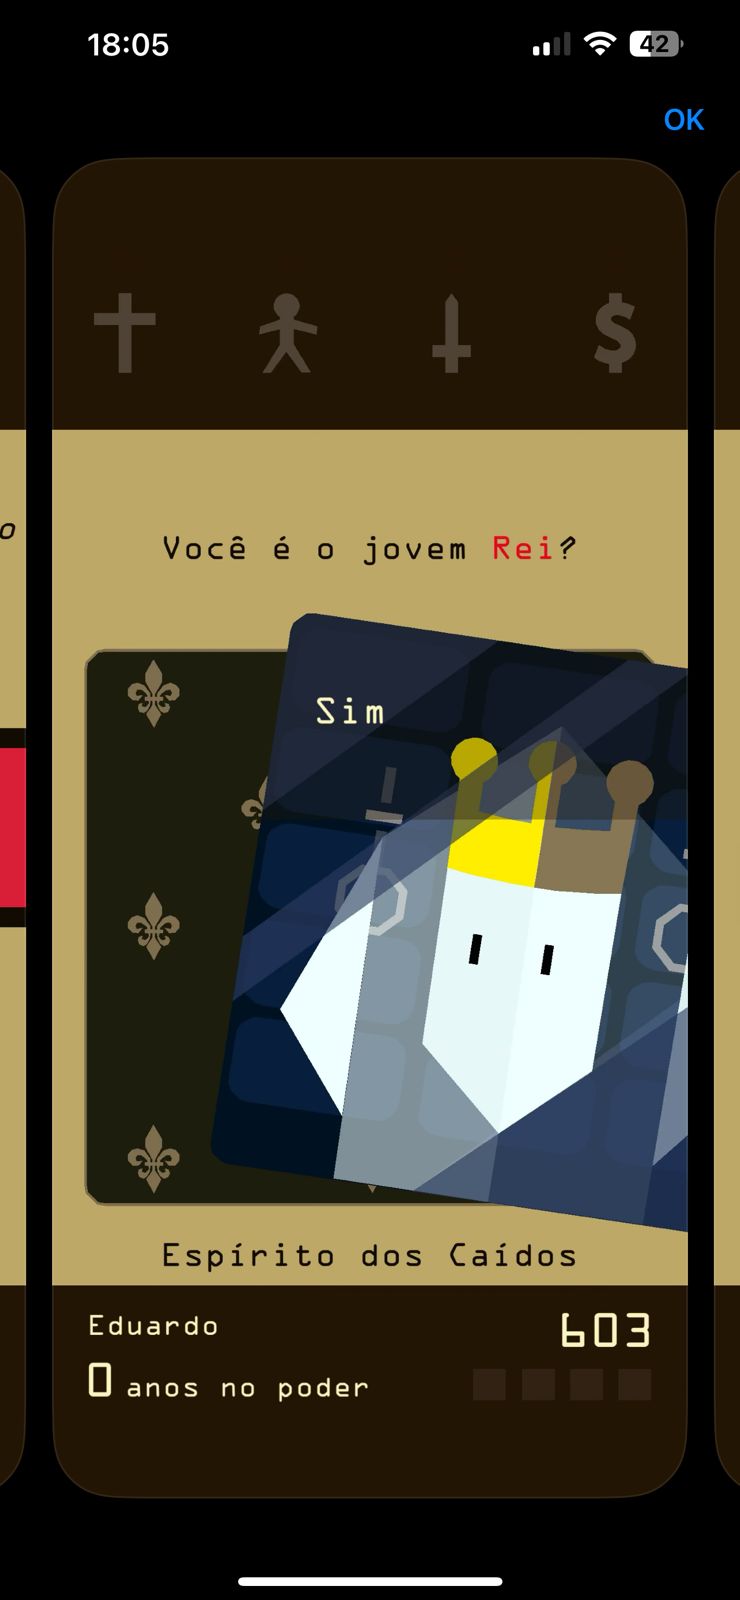 18:05
42
OK
o
Você é o jovem Rei?
Sim
Espírito dos Caídos
Eduardo
603
0 anos no poder